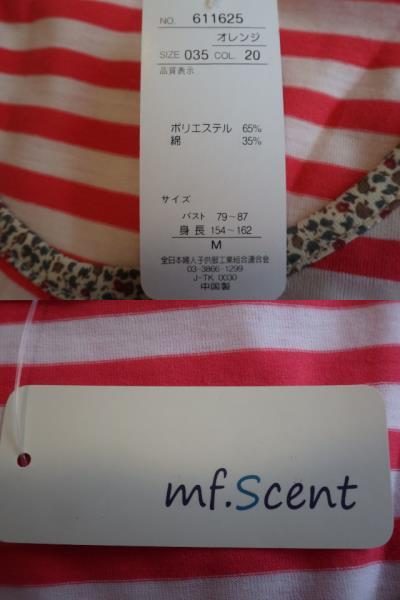 NO. 611625
オレンジ
SIZE 035 COL. 20
品質表示
ポリエステル 65%
綿 35%
サイズ
バスト 79～87
身長 154～162
M
全日本婦人子供服工業組合連合会
03-3866-1299
J-TK 0030
中国製
mf.Scent